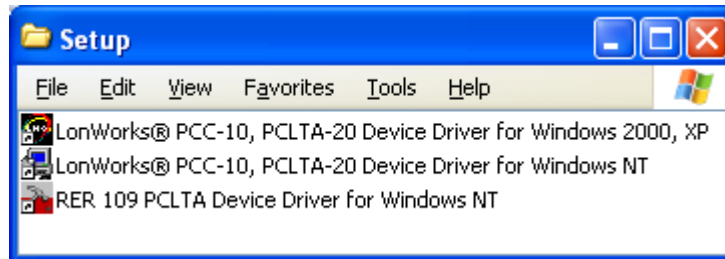 Setup
File Edit View Favorites Tools Help
LonWorks® PCC-10, PCLTA-20 Device Driver for Windows 2000, XP
LonWorks® PCC-10, PCLTA-20 Device Driver for Windows NT
RER 109 PCLTA Device Driver for Windows NT